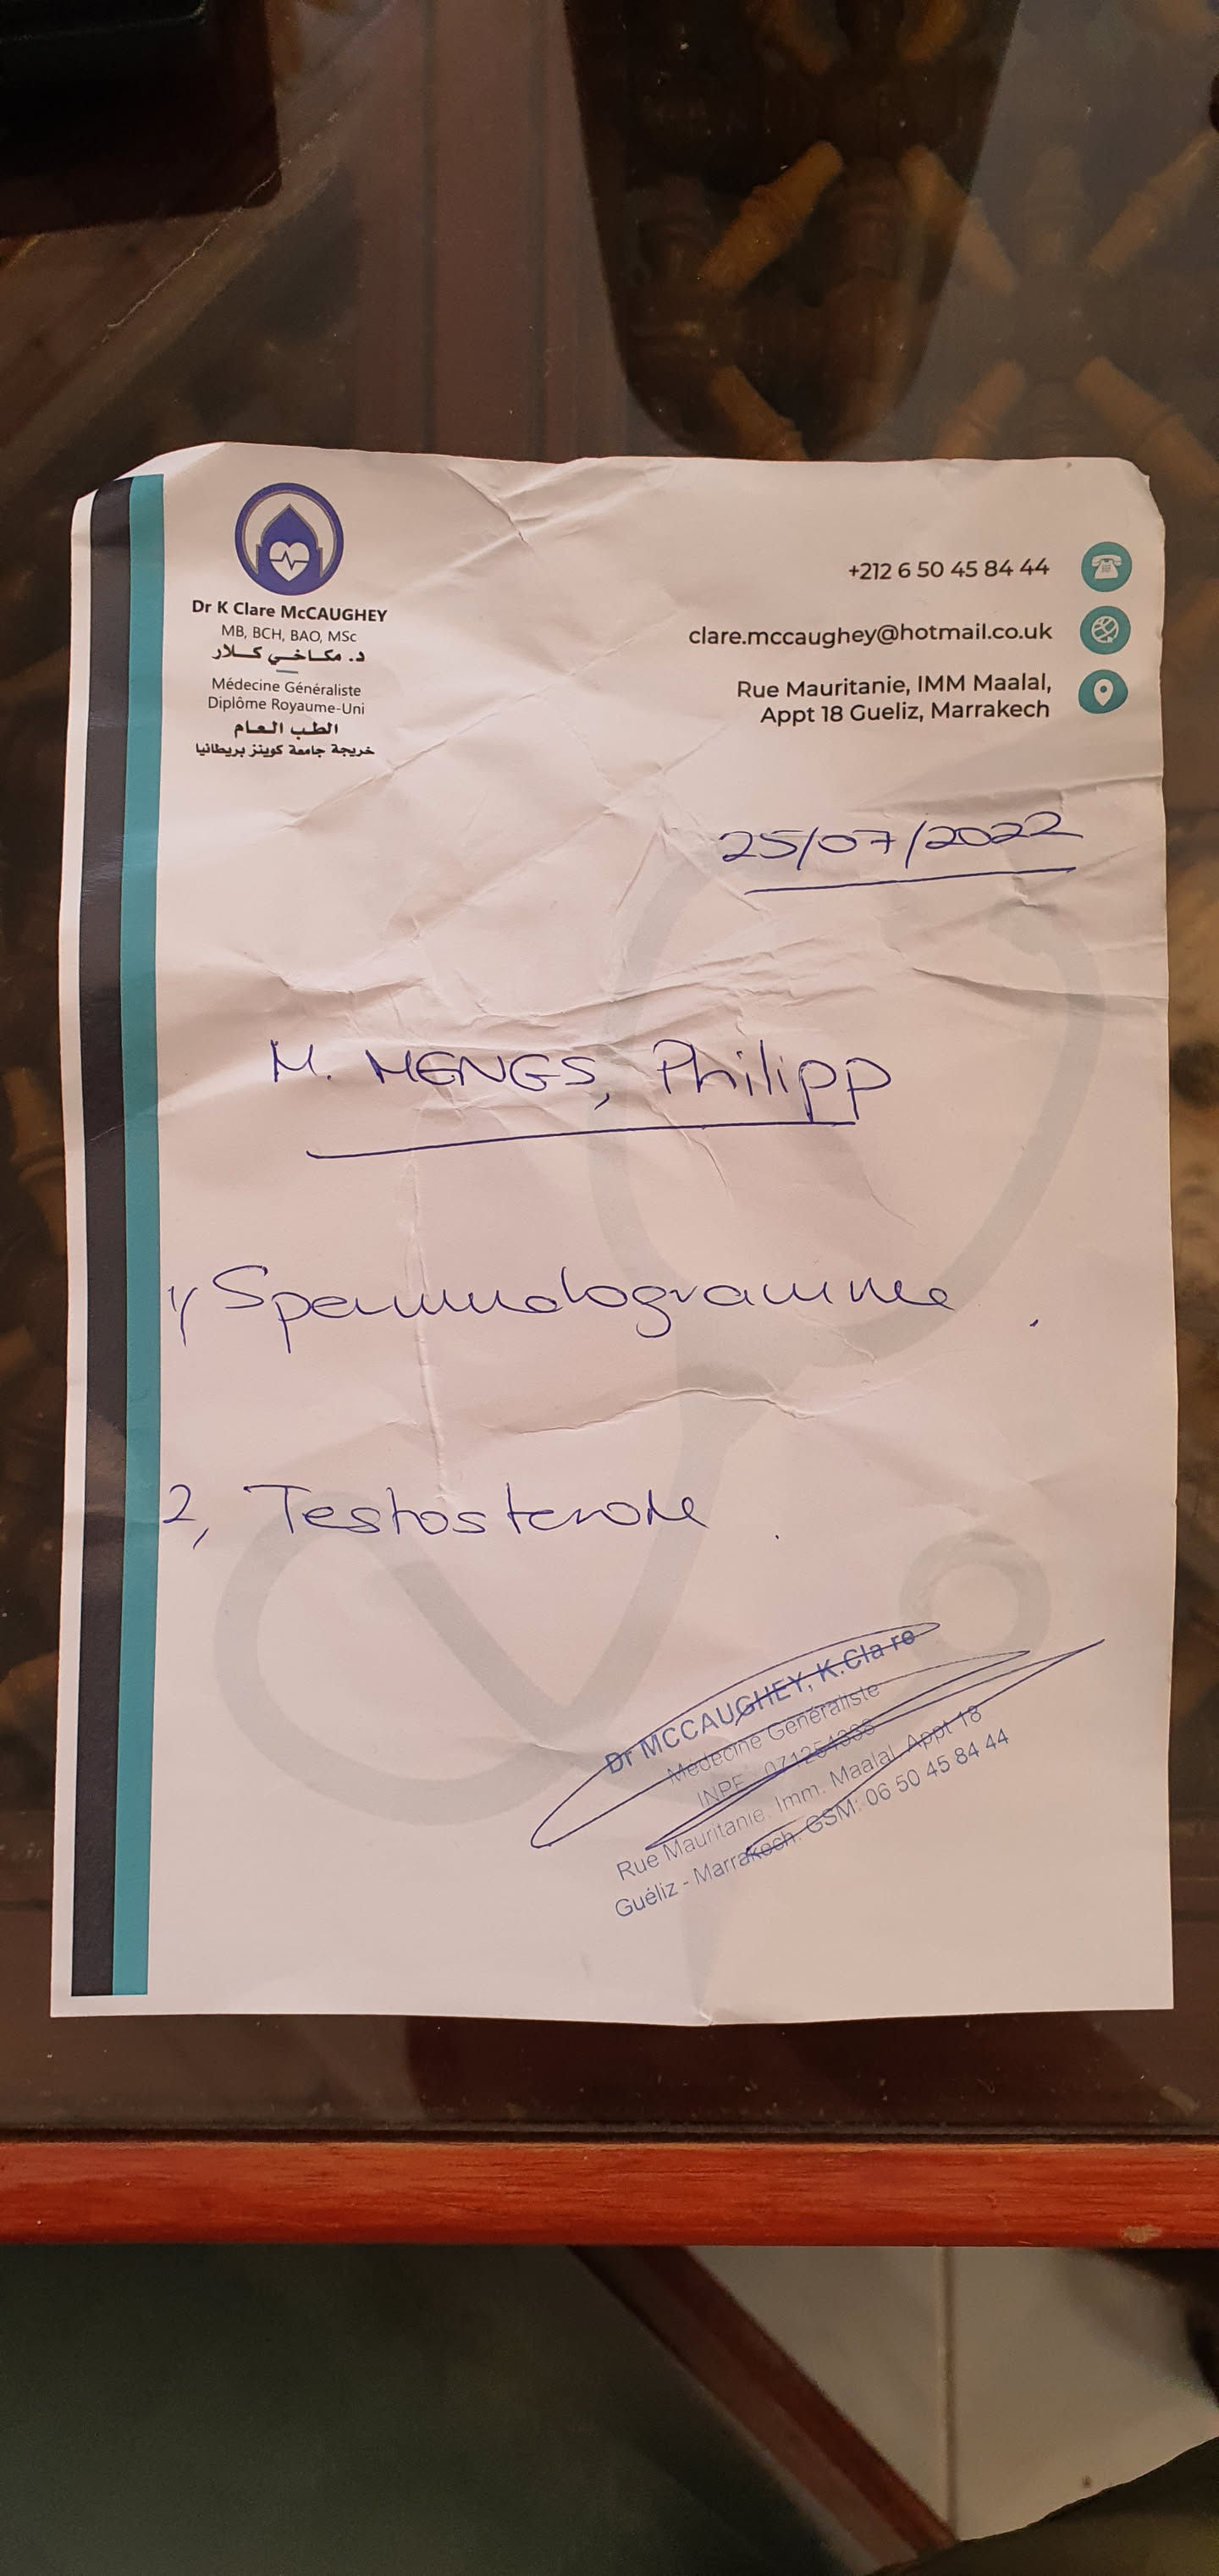 Dr K Clare McCAUGHEY
MB, BCH, BAO, MSc
د. مكاخي كلار
Médecine Généraliste
Diplôme Royaume-Uni
الطب العام
خريجة جامعة كوينز بريطانيا
+212 6 50 45 84 44
clare.mccaughey@hotmail.co.uk
Rue Mauritanie, IMM Maalal,
Appt 18 Gueliz, Marrakech
25/07/2022
M. MENGS, Philipp
1, Spermatogramme.
2, Testosterone.
Dr MCCAUGHEY, K.Clare
Médecine Généraliste
INPE
Rue Mauritanie. Imm. Maalal, Appt 18
Guéliz - Marrakech. GSM: 06 50 45 84 44